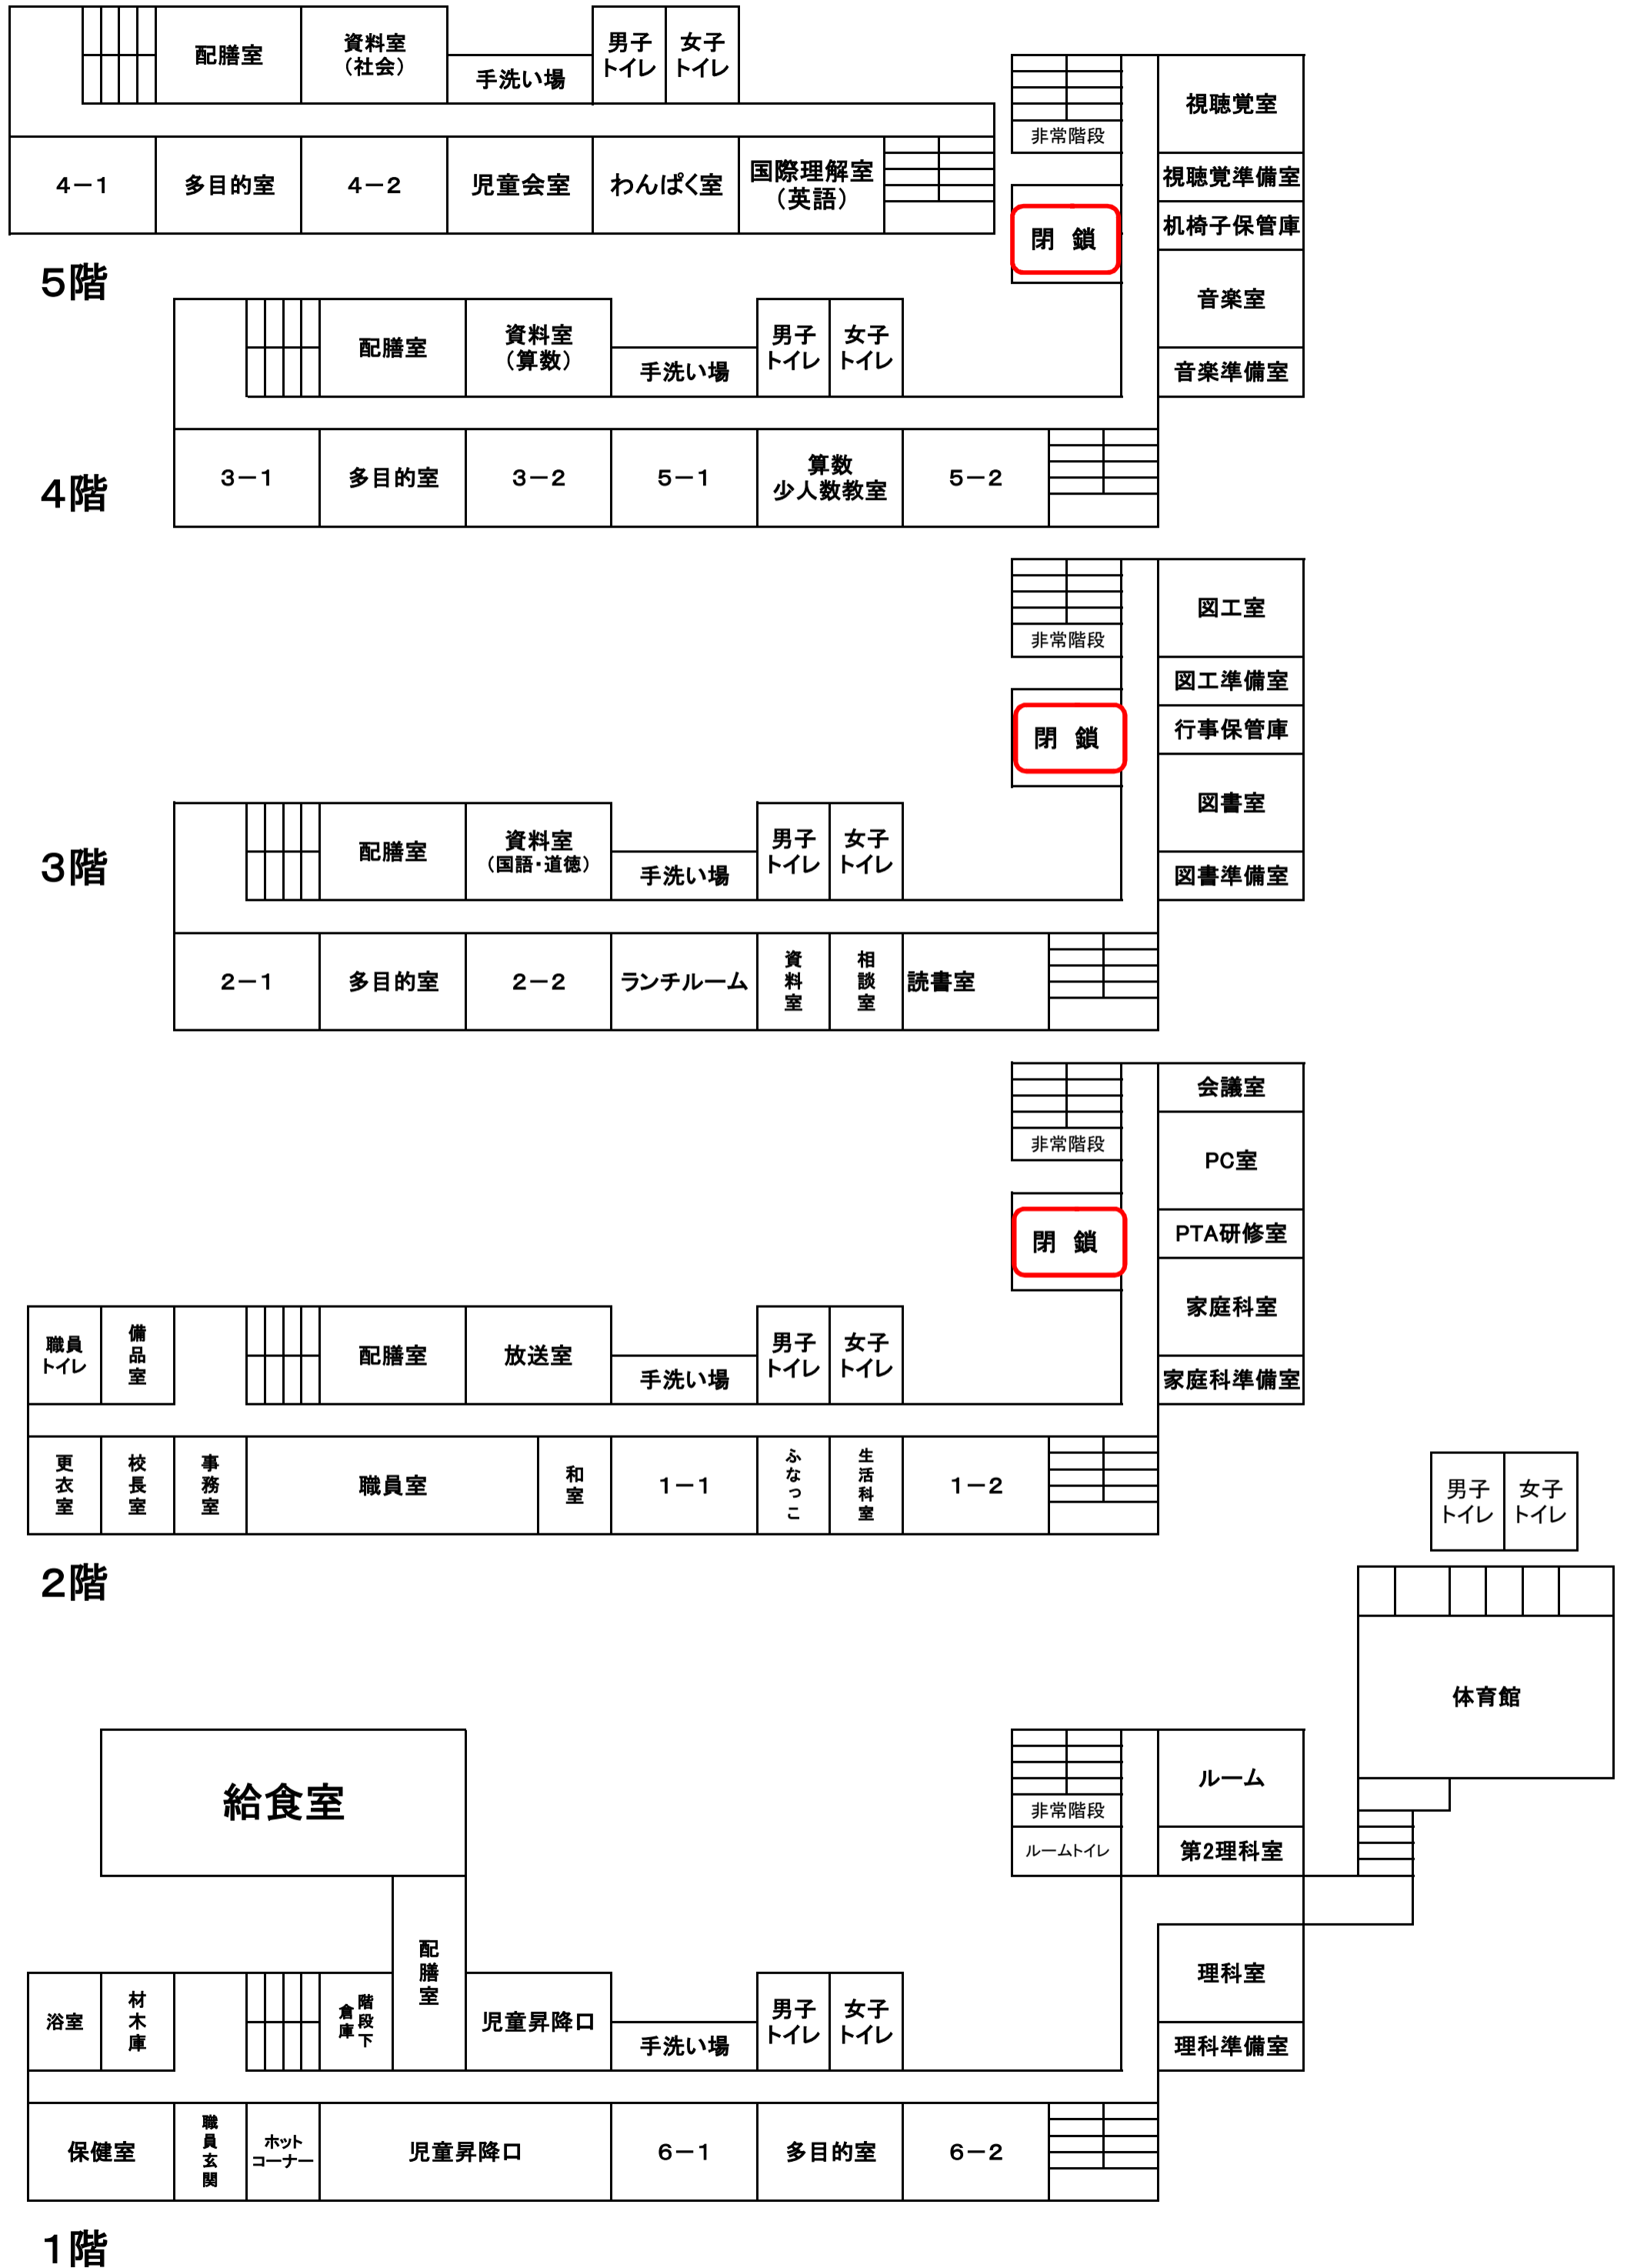 配膳室
資料室
（社会）
手洗い場
男子
トイレ
女子
トイレ
4－1
多目的室
4－2
児童会室
わんぱく室
国際理解室
（英語）
5階
非常階段
閉　鎖
視聴覚室
視聴覚準備室
机椅子保管庫
音楽室
音楽準備室
配膳室
資料室
（算数）
手洗い場
男子
トイレ
女子
トイレ
3－1
多目的室
3－2
5－1
算数
少人数教室
5－2
4階
非常階段
閉　鎖
図工室
図工準備室
行事保管庫
図書室
図書準備室
配膳室
資料室
（国語・道徳）
手洗い場
男子
トイレ
女子
トイレ
3階
2－1
多目的室
2－2
ランチルーム
資料室
相談室
読書室
非常階段
閉　鎖
会議室
PC室
PTA研修室
家庭科室
家庭科準備室
職員
トイレ
備品室
配膳室
放送室
手洗い場
男子
トイレ
女子
トイレ
更衣室
校長室
事務室
職員室
和室
1－1
ふなっこ
生活科室
1－2
2階
男子
トイレ
女子
トイレ
体育館
給食室
非常階段
ルームトイレ
ルーム
第2理科室
理科室
理科準備室
浴室
材木庫
階段下
倉庫
配膳室
児童昇降口
手洗い場
男子
トイレ
女子
トイレ
保健室
職員玄関
ホット
コーナー
児童昇降口
6－1
多目的室
6－2
1階